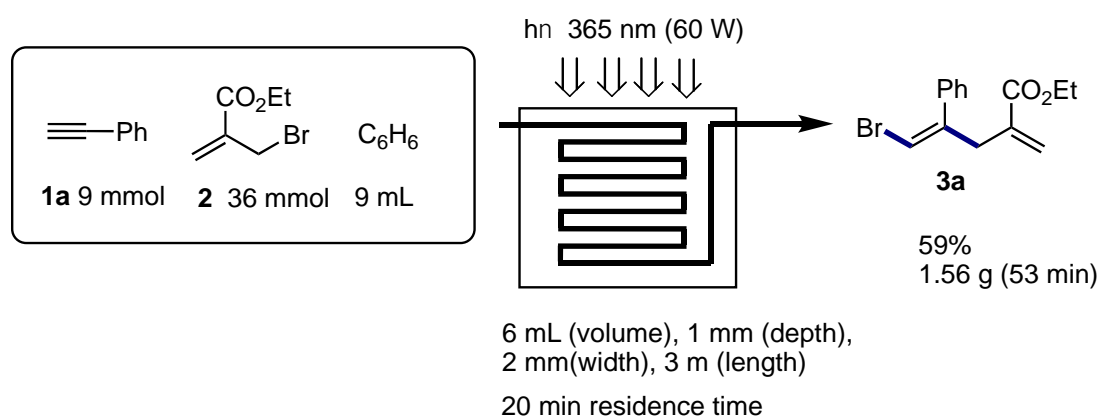 hn 365 nm (60 W)
CO2Et
Br
Ph
C6H6
1a 9 mmol 2 36 mmol 9 mL
Ph
CO2Et
Br
3a
59%
1.56 g (53 min)
6 mL (volume), 1 mm (depth),
2 mm(width), 3 m (length)
20 min residence time